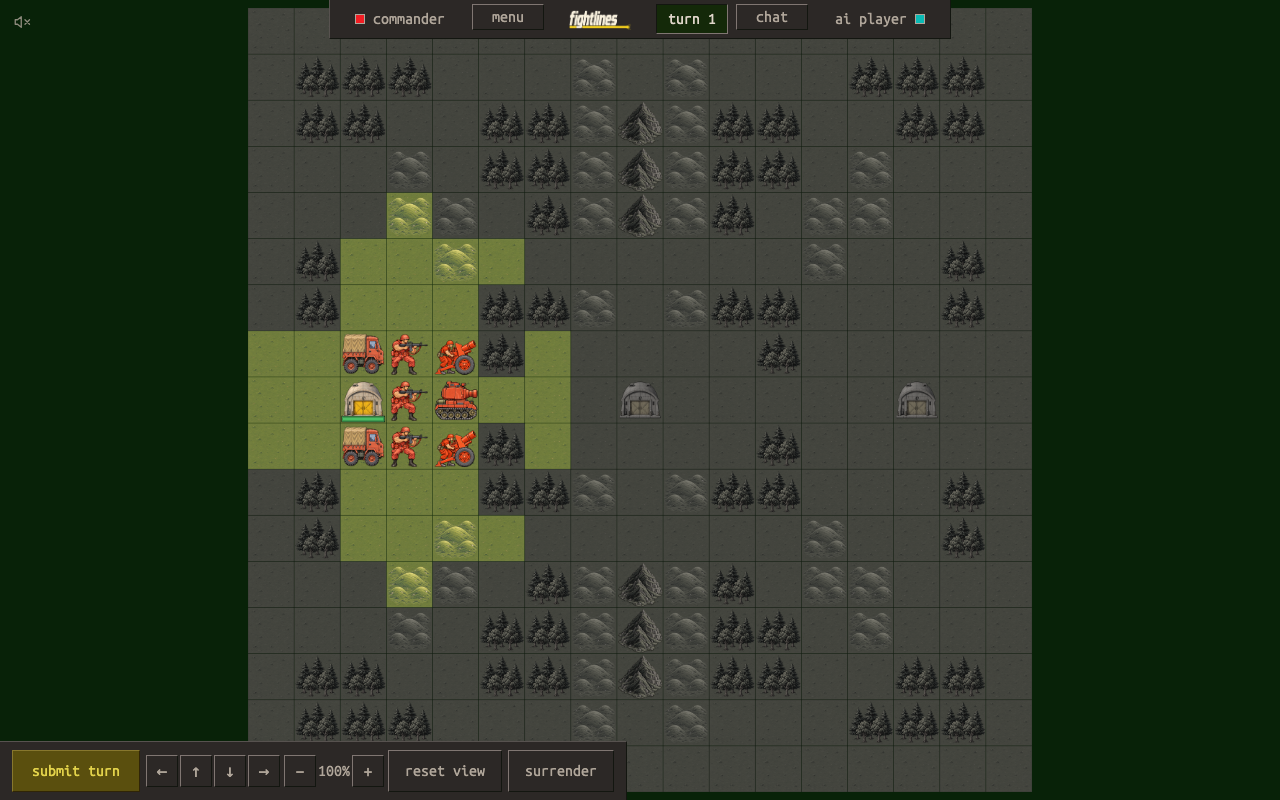 commander
menu
fightlines
turn 1
chat
ai player
submit turn
← ↑ ↓ → − 100% +
reset view
surrender